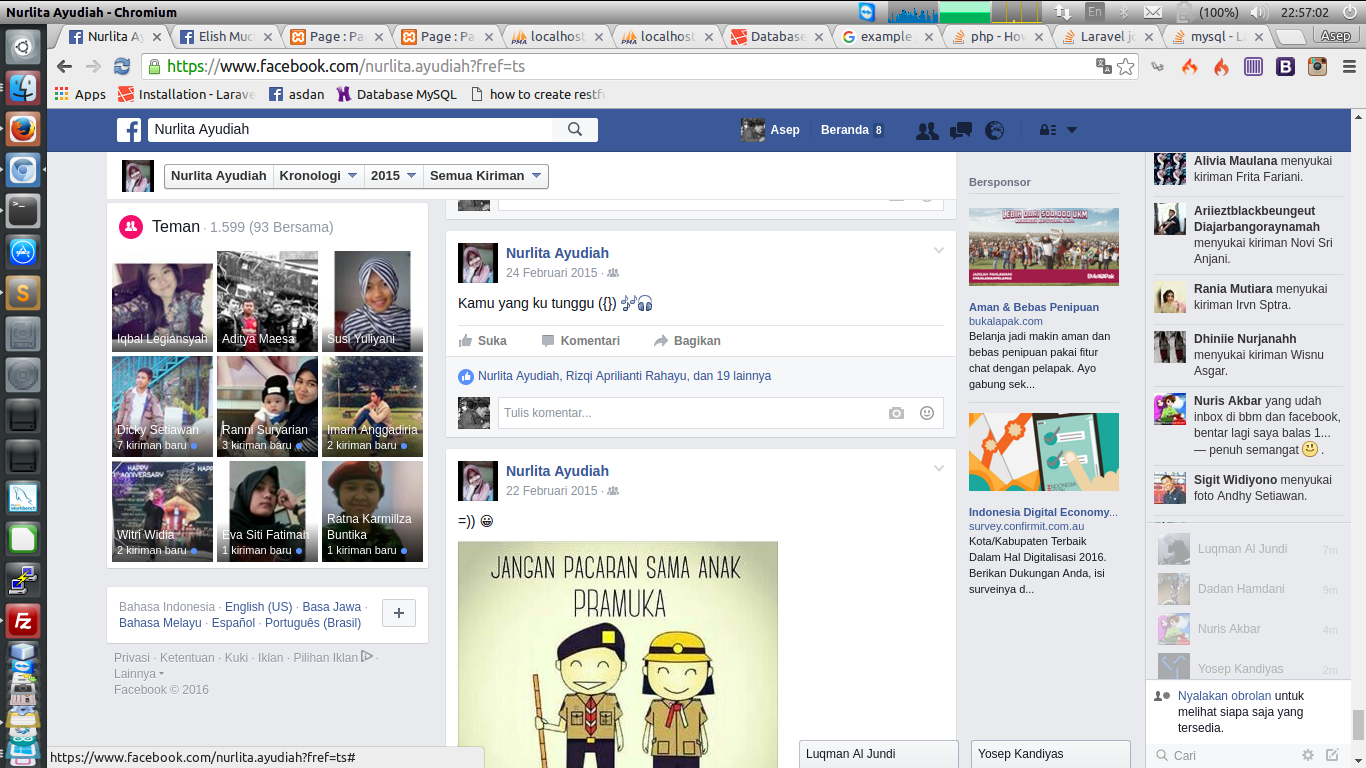 Nurlita Ayudiah - Chromium
En
(100%)
22:57:02
Nurlita Ay
Elish Muc
Page : Pa
Page : Pa
localhost
localhost
Database
example
php - How
Laravel jo
mysql - La
Asep
https://www.facebook.com/nurlita.ayudiah?fref=ts
Apps
Installation - Larave
asdan
Database MySQL
how to create restfu
Nurlita Ayudiah
Asep
Beranda 8
Nurlita Ayudiah
Kronologi
2015
Semua Kiriman
Teman · 1.599 (93 Bersama)
Iqbal Legiansyah
Aditya Maesa
Susi Yuliyani
Dicky Setiawan
7 kiriman baru
Ranni Suryarian
3 kiriman baru
Imam Anggadiria
2 kiriman baru
Witri Widia
2 kiriman baru
Eva Siti Fatimah
1 kiriman baru
Ratna Karmillza
Buntika
1 kiriman baru
Bahasa Indonesia · English (US) · Basa Jawa ·
Bahasa Melayu · Español · Português (Brasil)
Privasi · Ketentuan · Kuki · Iklan · Pilihan Iklan ·
Lainnya
Facebook © 2016
Nurlita Ayudiah
24 Februari 2015 ·
Kamu yang ku tunggu ({}) 🎶🎧
Suka
Komentari
Bagikan
Nurlita Ayudiah, Rizqi Aprilianti Rahayu, dan 19 lainnya
Tulis komentar...
Nurlita Ayudiah
22 Februari 2015 ·
=)) 😀
JANGAN PACARAN SAMA ANAK
PRAMUKA
Bersponsor
LEBIH DARI 500.000 UKM
Aman & Bebas Penipuan
bukalapak.com
Belanja jadi makin aman dan
bebas penipuan pakai fitur
chat dengan pelapak. Ayo
gabung sek...
Indonesia Digital Economy...
survey.confirmit.com.au
Kota/Kabupaten Terbaik
Dalam Hal Digitalisasi 2016.
Berikan Dukungan Anda, isi
surveinya d...
Alivia Maulana menyukai
kiriman Frita Fariani.
Ariieztblackbeungeut
Diajarbangoraynamah
menyukai kiriman Novi Sri
Anjani.
Rania Mutiara menyukai
kiriman Irvn Sptra.
Dhiniie Nurjanahh
menyukai kiriman Wisnu
Asgar.
Nuris Akbar yang udah
inbox di bbm dan facebook,
bentar lagi saya balas 1...
— penuh semangat 😃 .
Sigit Widiyono menyukai
foto Andhy Setiawan.
Luqman Al Jundi 7m
Dadan Hamdani 9m
Nuris Akbar 4m
Yosep Kandiyas 2m
Nyalakan obrolan untuk
melihat siapa saja yang
tersedia.
Cari
https://www.facebook.com/nurlita.ayudiah?fref=ts#
Luqman Al Jundi
Yosep Kandiyas